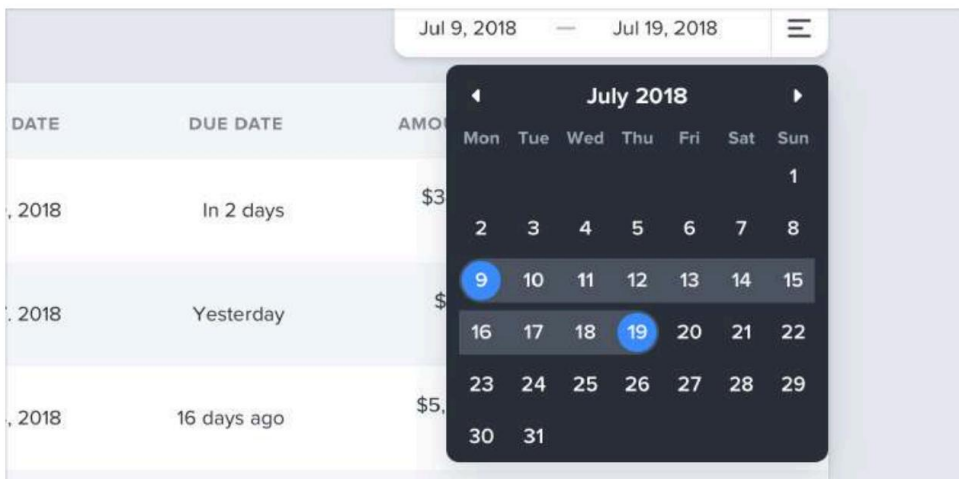 Jul 9, 2018 — Jul 19, 2018
July 2018
DATE DUE DATE AMOU
Mon Tue Wed Thu Fri Sat Sun
1
, 2018 In 2 days $3
2 3 4 5 6 7 8
9 10 11 12 13 14 15
. 2018 Yesterday $
16 17 18 19 20 21 22
23 24 25 26 27 28 29
, 2018 16 days ago $5,
30 31